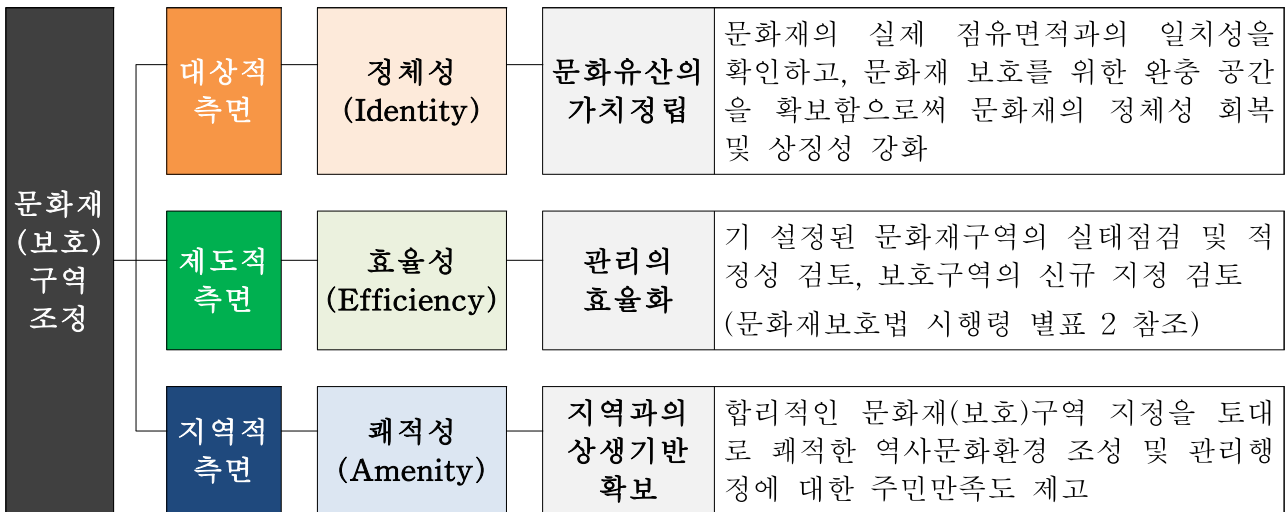 문화재
(보호)
구역
조정
대상적
측면
정체성
(Identity)
문화유산의
가치정립
문화재의 실제 점유면적과의 일치성을
확인하고, 문화재 보호를 위한 완충 공간
을 확보함으로써 문화재의 정체성 회복
및 상징성 강화
제도적
측면
효율성
(Efficiency)
관리의
효율화
기 설정된 문화재구역의 실태점검 및 적
정성 검토, 보호구역의 신규 지정 검토
(문화재보호법 시행령 별표 2 참조)
지역적
측면
쾌적성
(Amenity)
지역과의
상생기반
확보
합리적인 문화재(보호)구역 지정을 토대
로 쾌적한 역사문화환경 조성 및 관리행
정에 대한 주민만족도 제고